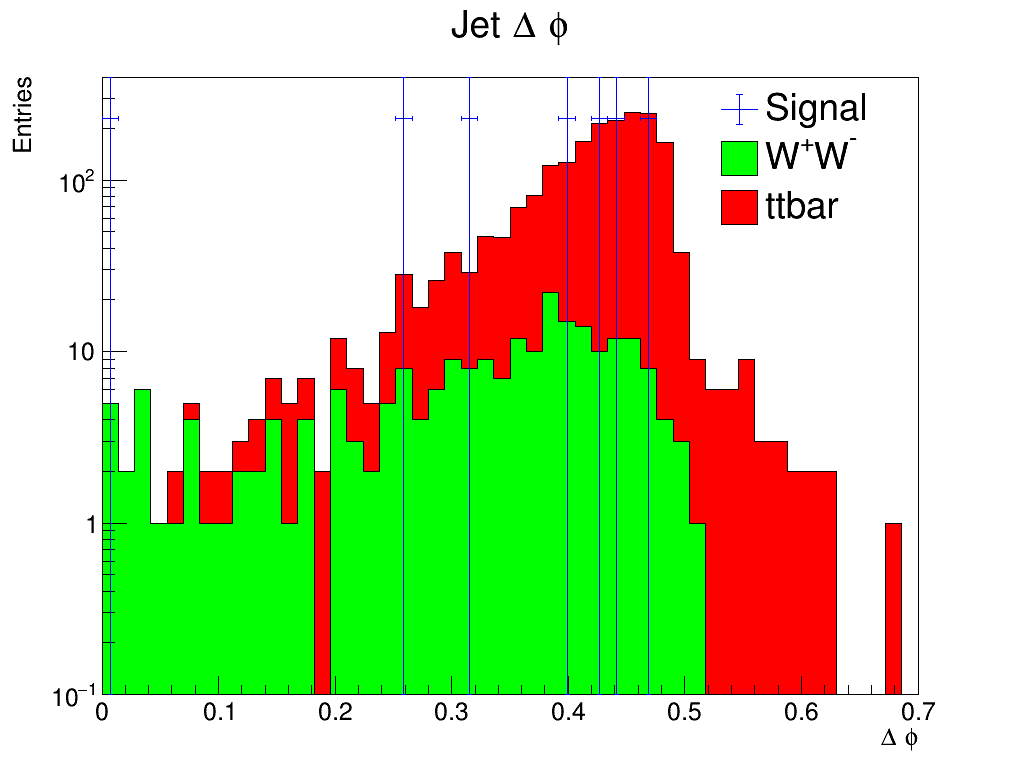 Jet Δ ϕ
Entries
Signal
W⁺W⁻
ttbar
10²
10
1
10⁻¹
0 0.1 0.2 0.3 0.4 0.5 0.6 0.7
Δ ϕ